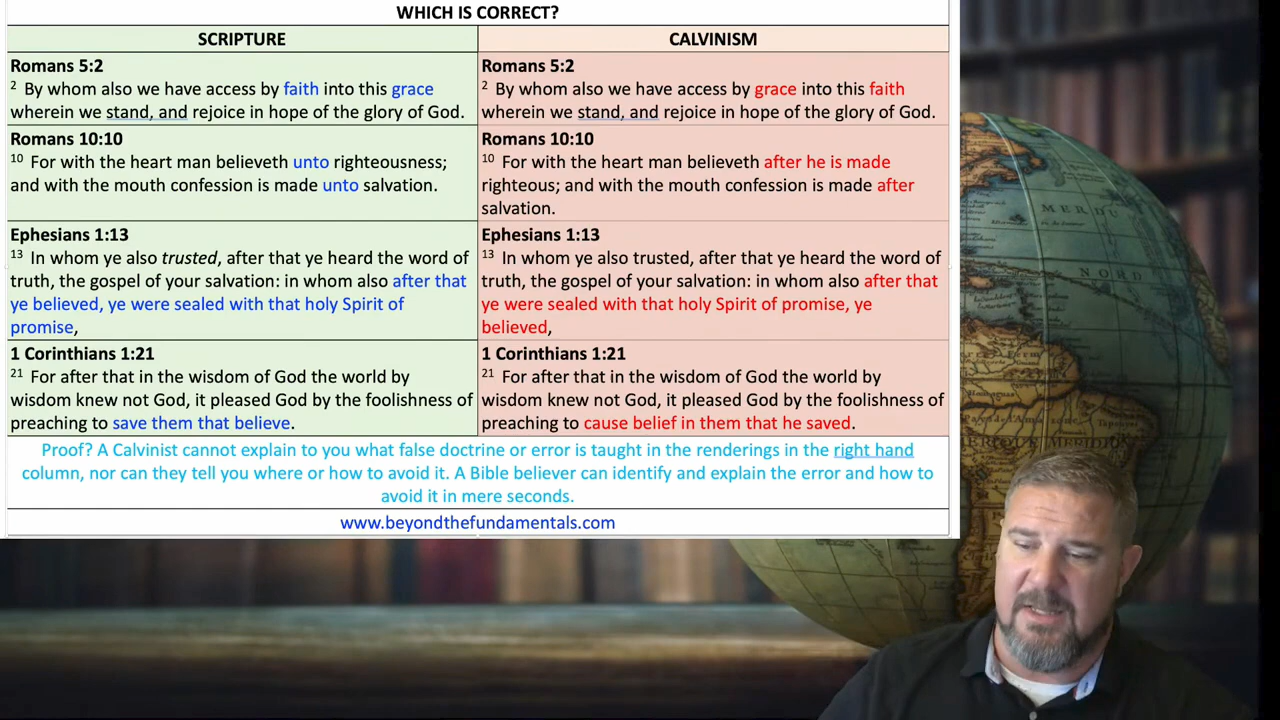 WHICH IS CORRECT?
SCRIPTURE
CALVINISM
Romans 5:2
2 By whom also we have access by faith into this grace
wherein we stand, and rejoice in hope of the glory of God.
Romans 5:2
2 By whom also we have access by grace into this faith
wherein we stand, and rejoice in hope of the glory of God.
Romans 10:10
10 For with the heart man believeth unto righteousness;
and with the mouth confession is made unto salvation.
Romans 10:10
10 For with the heart man believeth after he is made
righteous; and with the mouth confession is made after
salvation.
Ephesians 1:13
13 In whom ye also trusted, after that ye heard the word of
truth, the gospel of your salvation: in whom also after that
ye believed, ye were sealed with that holy Spirit of
promise,
Ephesians 1:13
13 In whom ye also trusted, after that ye heard the word of
truth, the gospel of your salvation: in whom also after that
ye were sealed with that holy Spirit of promise, ye
believed,
1 Corinthians 1:21
21 For after that in the wisdom of God the world by
wisdom knew not God, it pleased God by the foolishness of
preaching to save them that believe.
1 Corinthians 1:21
21 For after that in the wisdom of God the world by
wisdom knew not God, it pleased God by the foolishness of
preaching to cause belief in them that he saved.
Proof? A Calvinist cannot explain to you what false doctrine or error is taught in the renderings in the right hand
column, nor can they tell you where or how to avoid it. A Bible believer can identify and explain the error and how to
avoid it in mere seconds.
www.beyondthefundamentals.com
MERDU
NORD